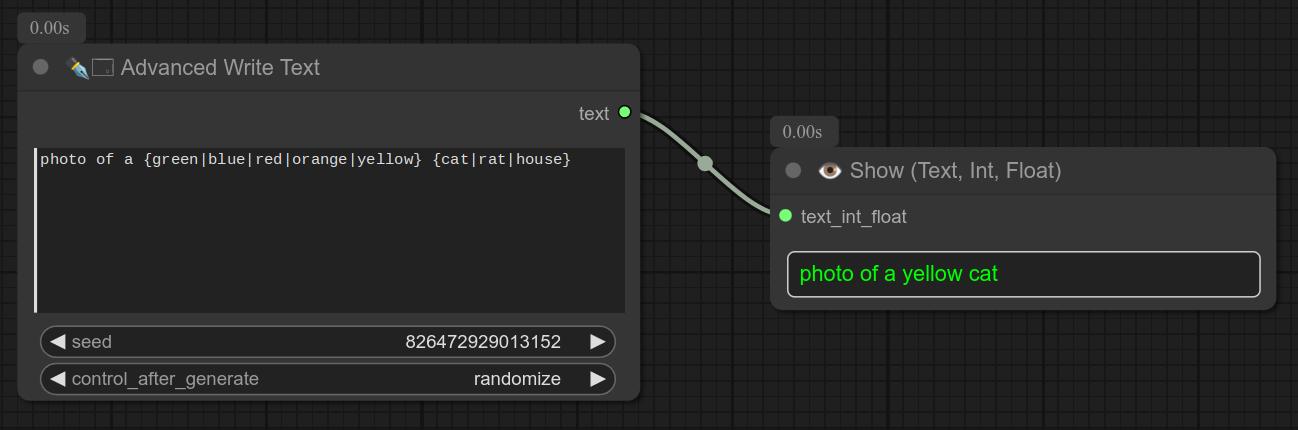 0.00s
Advanced Write Text
text
photo of a {green|blue|red|orange|yellow} {cat|rat|house}
seed 826472929013152
control_after_generate randomize
0.00s
Show (Text, Int, Float)
text_int_float
photo of a yellow cat